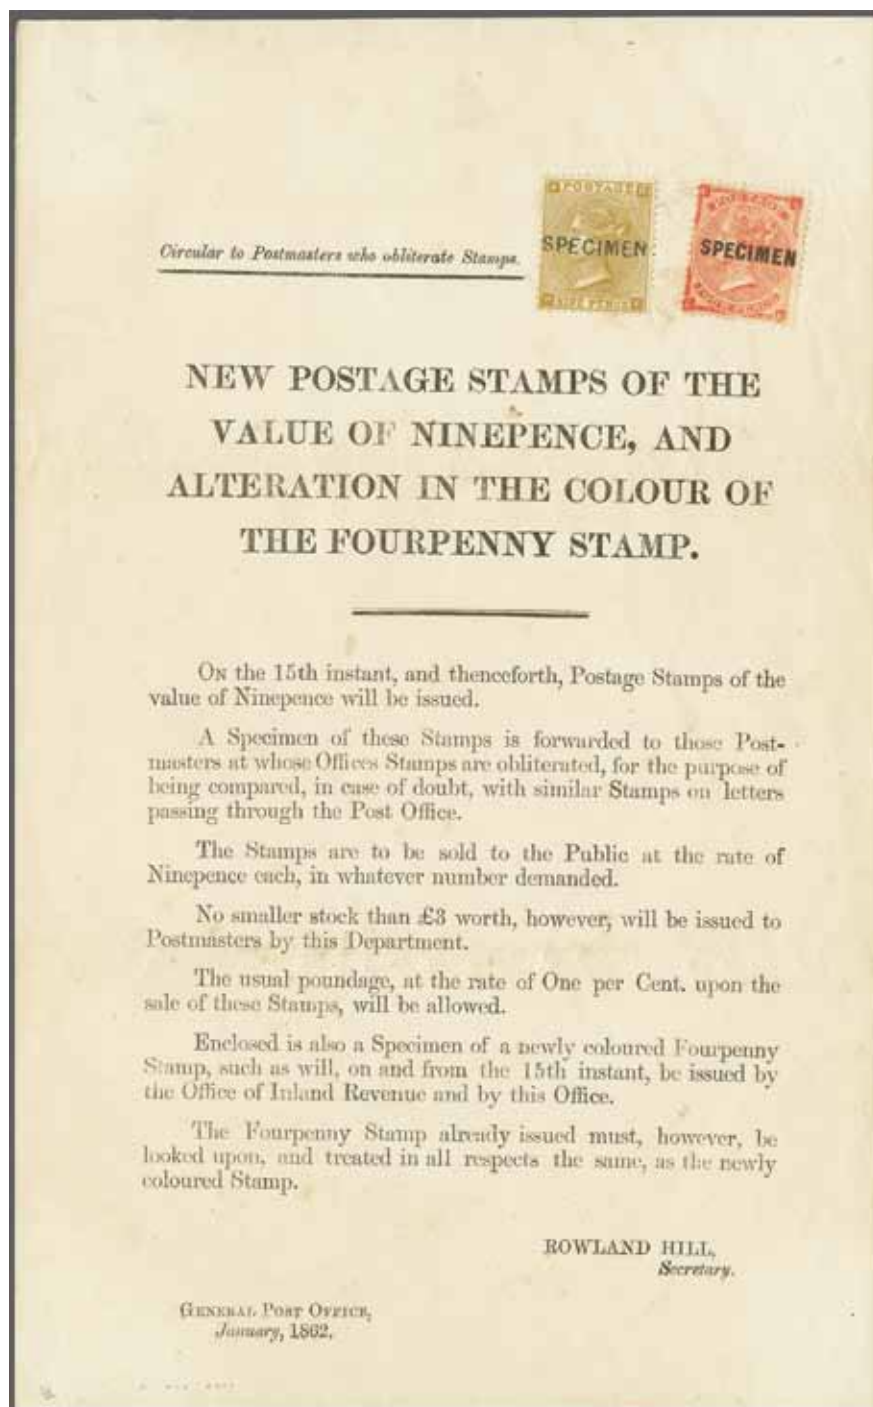 POSTAGE
SPECIMEN
NINE PENCE
SPECIMEN
Circular to Postmasters who obliterate Stamps.
NEW POSTAGE STAMPS OF THE
VALUE OF NINEPENCE, AND
ALTERATION IN THE COLOUR OF
THE FOURPENNY STAMP.
ON the 15th instant, and thenceforth, Postage Stamps of the
value of Ninepence will be issued.
A Specimen of these Stamps is forwarded to those Post-
masters at whose Offices Stamps are obliterated, for the purpose of
being compared, in case of doubt, with similar Stamps on letters
passing through the Post Office.
The Stamps are to be sold to the Public at the rate of
Ninepence each, in whatever number demanded.
No smaller stock than £3 worth, however, will be issued to
Postmasters by this Department.
The usual poundage, at the rate of One per Cent. upon the
sale of these Stamps, will be allowed.
Enclosed is also a Specimen of a newly coloured Fourpenny
Stamp, such as will, on and from the 15th instant, be issued by
the Office of Inland Revenue and by this Office.
The Fourpenny Stamp already issued must, however, be
looked upon, and treated in all respects the same, as the newly
coloured Stamp.
ROWLAND HILL,
Secretary.
GENERAL POST OFFICE,
January, 1862.